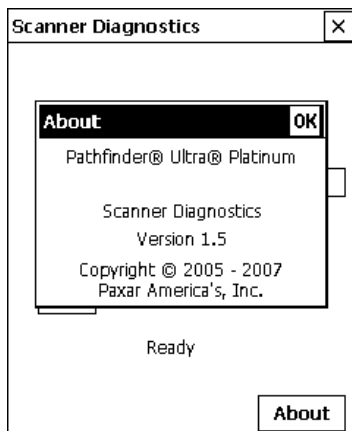 Scanner Diagnostics
About OK
Pathfinder® Ultra® Platinum
Scanner Diagnostics
Version 1.5
Copyright © 2005 - 2007
Paxar America's, Inc.
Ready
About